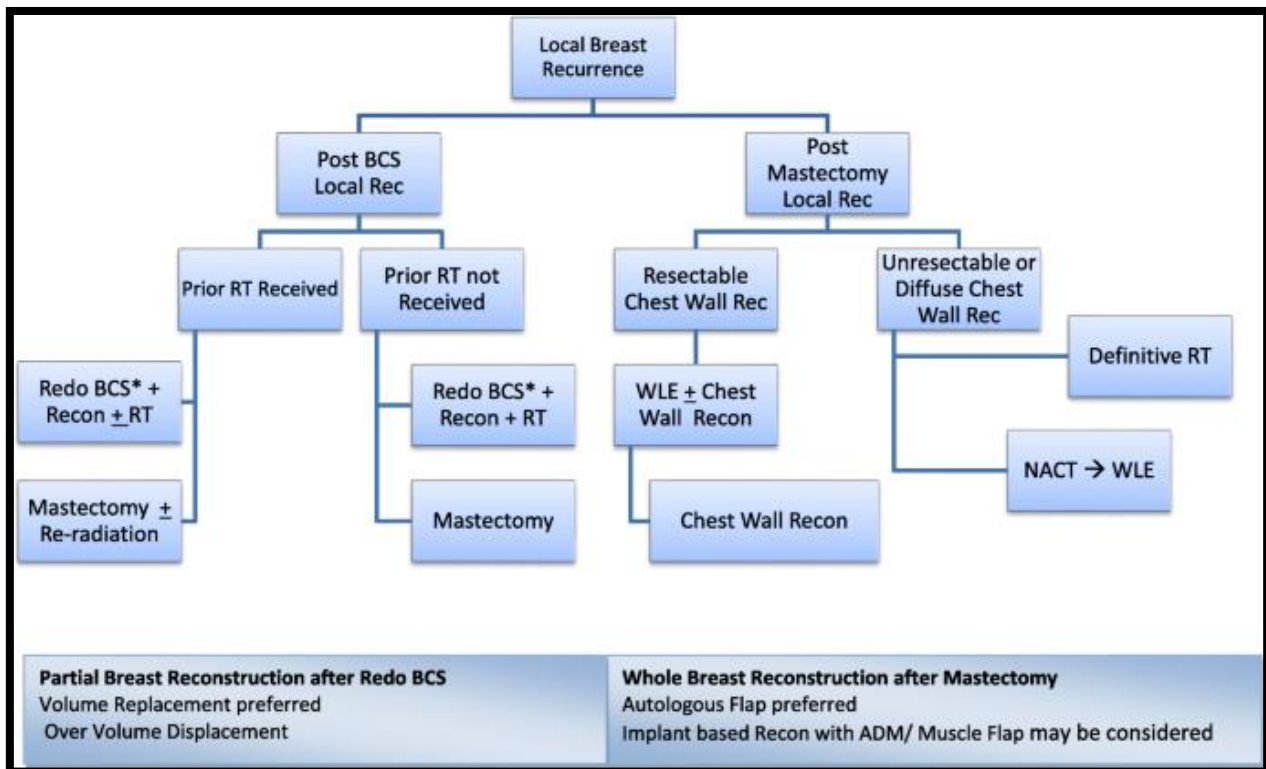 Local Breast
Recurrence
Post BCS
Local Rec
Post
Mastectomy
Local Rec
Prior RT Received
Prior RT not
Received
Resectable
Chest Wall Rec
Unresectable or
Diffuse Chest
Wall Rec
Redo BCS* +
Recon ± RT
Redo BCS* +
Recon + RT
WLE ± Chest
Wall Recon
Definitive RT
Mastectomy ±
Re-radiation
Mastectomy
Chest Wall Recon
NACT → WLE
Partial Breast Reconstruction after Redo BCS
Volume Replacement preferred
Over Volume Displacement
Whole Breast Reconstruction after Mastectomy
Autologous Flap preferred
Implant based Recon with ADM/ Muscle Flap may be considered